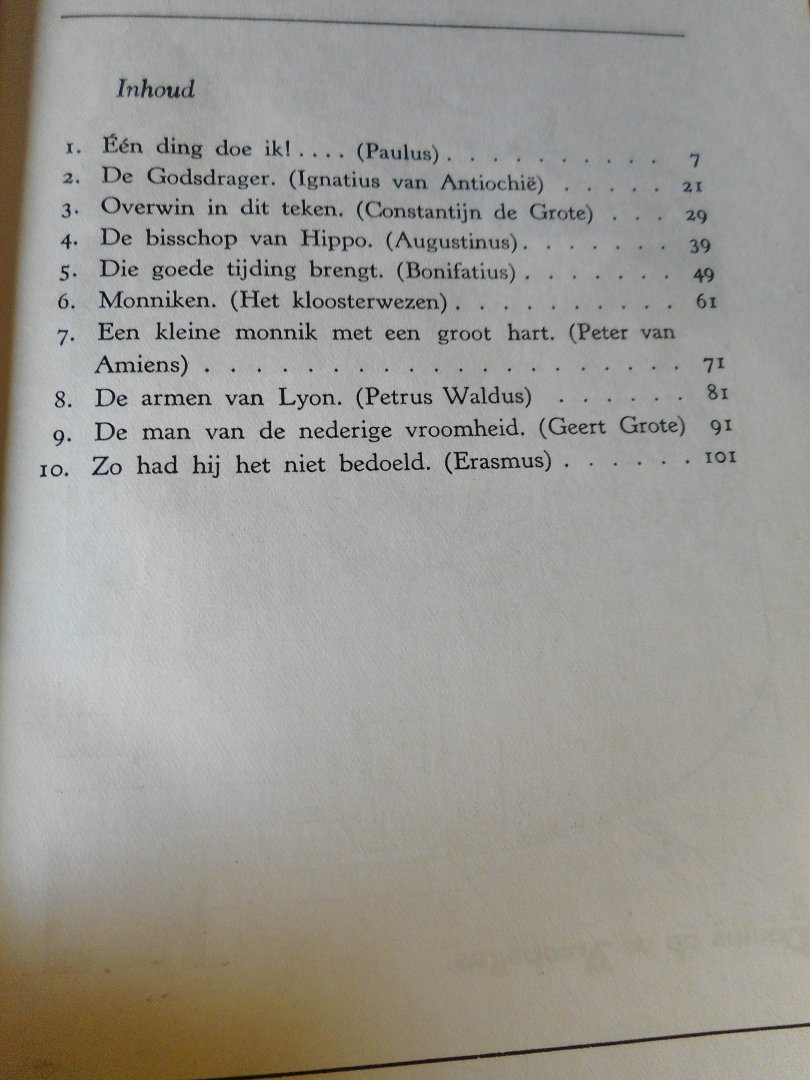 Inhoud
1. Één ding doe ik! .... (Paulus) . . . . . . . . . . 7
2. De Godsdrager. (Ignatius van Antiochië) . . . . . 21
3. Overwin in dit teken. (Constantijn de Grote) . . . 29
4. De bisschop van Hippo. (Augustinus) . . . . . . . 39
5. Die goede tijding brengt. (Bonifatius) . . . . . . . 49
6. Monniken. (Het kloosterwezen) . . . . . . . . . . 61
7. Een kleine monnik met een groot hart. (Peter van
Amiens) . . . . . . . . . . . . . . . . . . . 71
8. De armen van Lyon. (Petrus Waldus) . . . . . . 81
9. De man van de nederige vroomheid. (Geert Grote) 91
10. Zo had hij het niet bedoeld. (Erasmus) . . . . . . 101